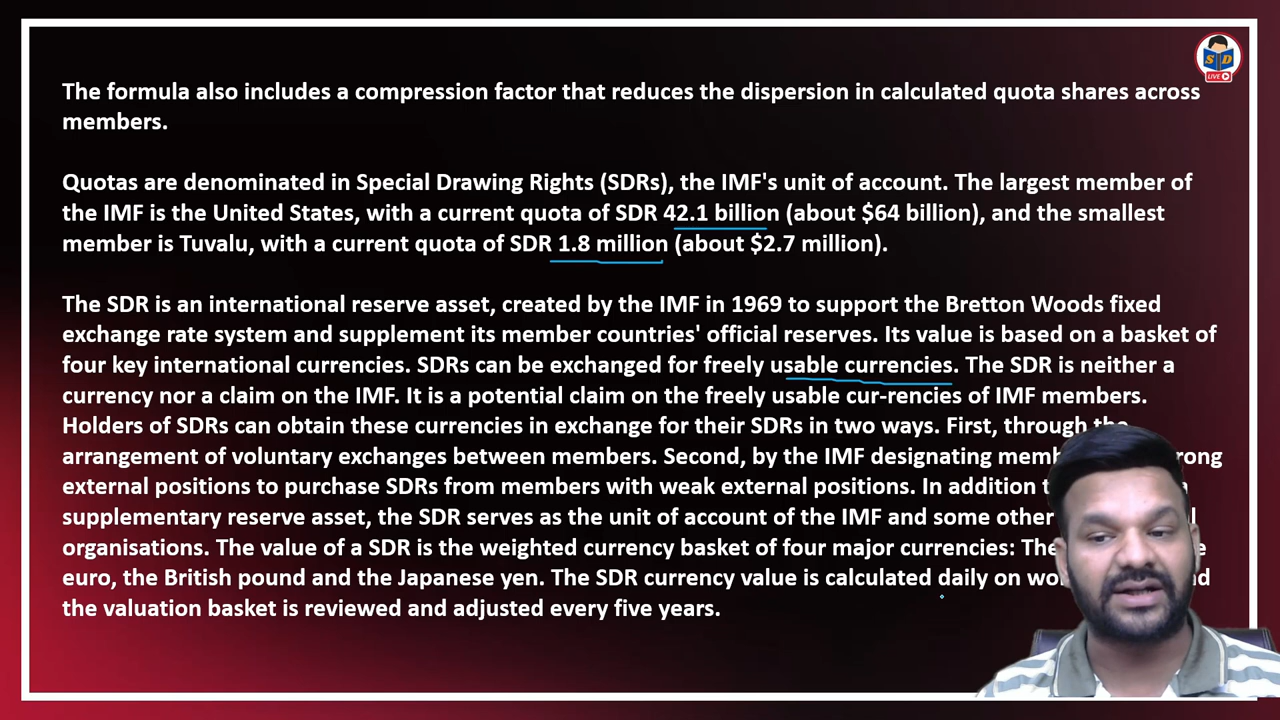 The formula also includes a compression factor that reduces the dispersion in calculated quota shares across
members.
Quotas are denominated in Special Drawing Rights (SDRs), the IMF's unit of account. The largest member of
the IMF is the United States, with a current quota of SDR 42.1 billion (about $64 billion), and the smallest
member is Tuvalu, with a current quota of SDR 1.8 million (about $2.7 million).
The SDR is an international reserve asset, created by the IMF in 1969 to support the Bretton Woods fixed
exchange rate system and supplement its member countries' official reserves. Its value is based on a basket of
four key international currencies. SDRs can be exchanged for freely usable currencies. The SDR is neither a
currency nor a claim on the IMF. It is a potential claim on the freely usable cur-rencies of IMF members.
Holders of SDRs can obtain these currencies in exchange for their SDRs in two ways. First, through the
arrangement of voluntary exchanges between members. Second, by the IMF designating
external positions to purchase SDRs from members with weak external positions. In addition
supplementary reserve asset, the SDR serves as the unit of account of the IMF and some other
organisations. The value of a SDR is the weighted currency basket of four major currencies: The
euro, the British pound and the Japanese yen. The SDR currency value is calculated daily on
the valuation basket is reviewed and adjusted every five years.
S D
LIVE